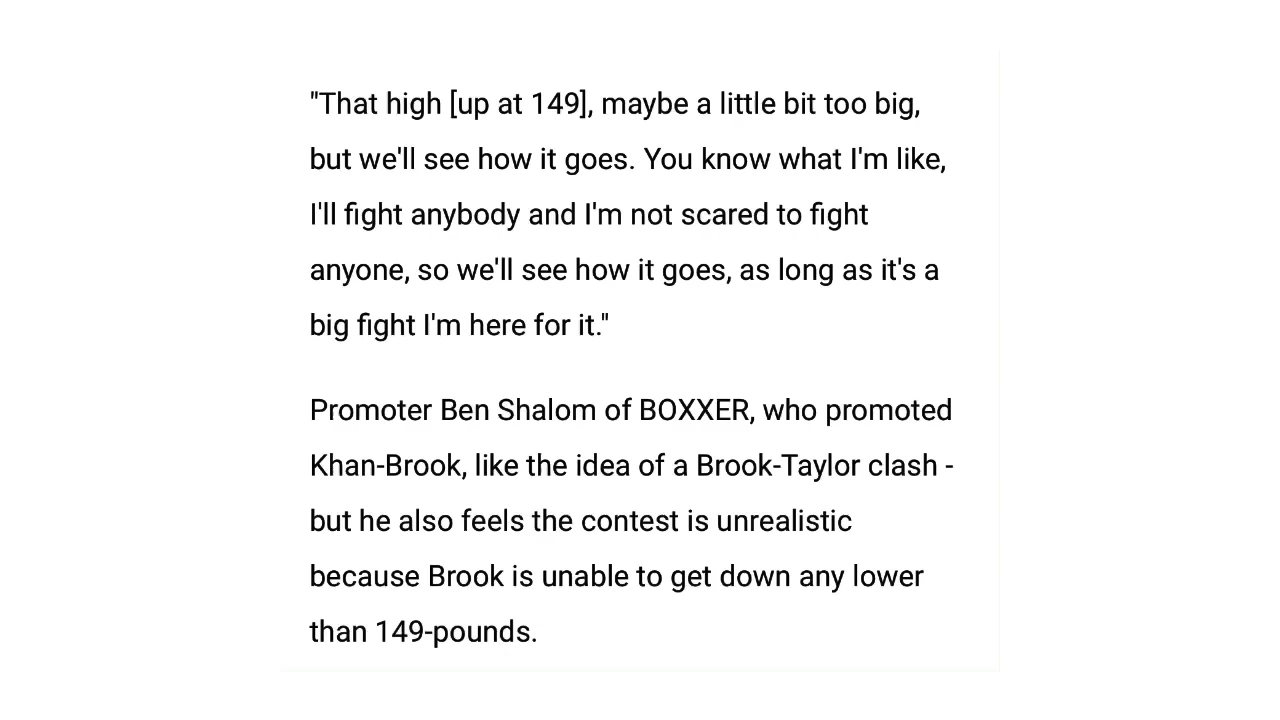 "That high [up at 149], maybe a little bit too big,
but we'll see how it goes. You know what I'm like,
I'll fight anybody and I'm not scared to fight
anyone, so we'll see how it goes, as long as it's a
big fight I'm here for it."
Promoter Ben Shalom of BOXXER, who promoted
Khan-Brook, like the idea of a Brook-Taylor clash -
but he also feels the contest is unrealistic
because Brook is unable to get down any lower
than 149-pounds.